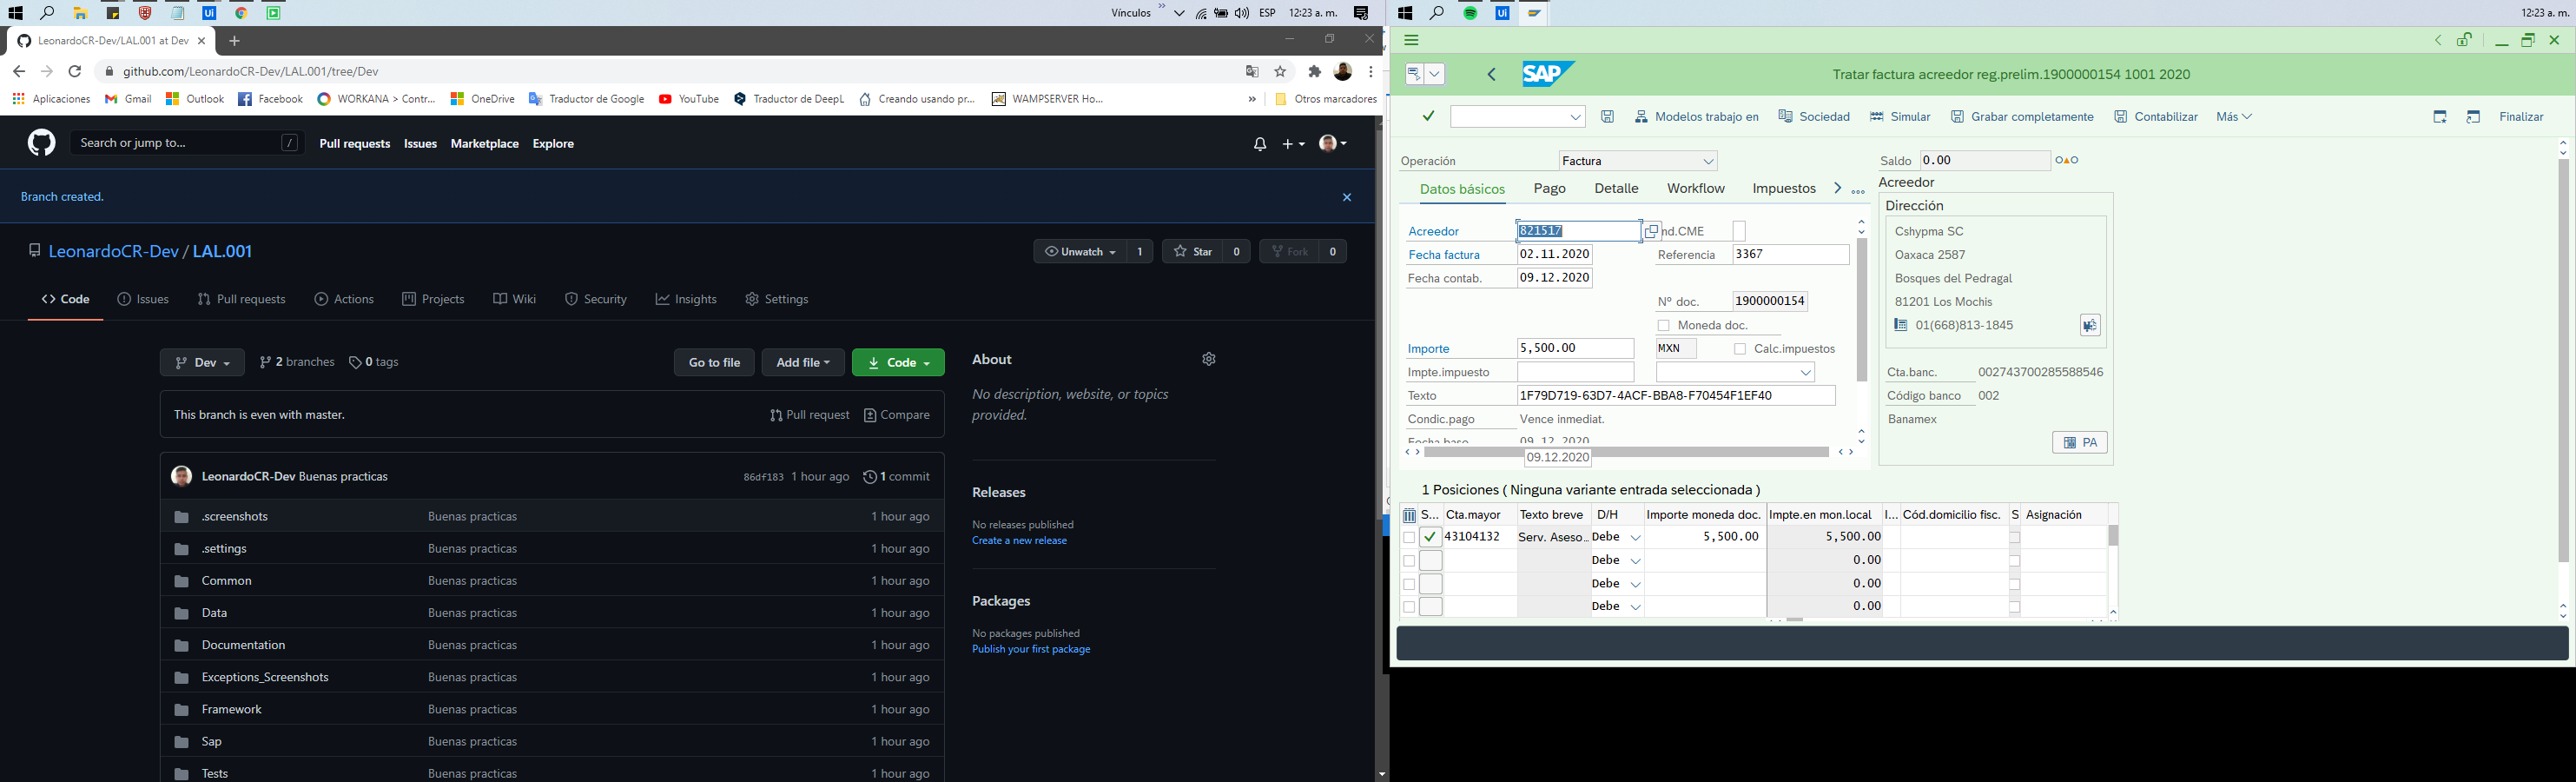 Vínculos » ESP 12:23 a. m.
LeonardoCR-Dev/LAL.001 at Dev
github.com/LeonardoCR-Dev/LAL.001/tree/Dev
Aplicaciones Gmail Outlook Facebook WORKANA > Contr... OneDrive Traductor de Google YouTube Traductor de DeepL Creando usando pr... WAMPSERVER Ho... » Otros marcadores
Search or jump to... / Pull requests Issues Marketplace Explore
Branch created.
LeonardoCR-Dev / LAL.001 Unwatch 1 Star 0 Fork 0
Code Issues Pull requests Actions Projects Wiki Security Insights Settings
Dev 2 branches 0 tags Go to file Add file Code
This branch is even with master. Pull request Compare
LeonardoCR-Dev Buenas practicas 86df183 1 hour ago 1 commit
.screenshots Buenas practicas 1 hour ago
.settings Buenas practicas 1 hour ago
Common Buenas practicas 1 hour ago
Data Buenas practicas 1 hour ago
Documentation Buenas practicas 1 hour ago
Exceptions_Screenshots Buenas practicas 1 hour ago
Framework Buenas practicas 1 hour ago
Sap Buenas practicas 1 hour ago
Tests Buenas practicas 1 hour ago
About
No description, website, or topics
provided.
Releases
No releases published
Create a new release
Packages
No packages published
Publish your first package
Ui 12:23 a. m.
SAP Tratar factura acreedor reg.prelim.1900000154 1001 2020
Modelos trabajo en Sociedad Simular Grabar completamente Contabilizar Más Finalizar
Operación Factura Saldo 0.00
Datos básicos Pago Detalle Workflow Impuestos
Acreedor 821517 nd.CME
Fecha factura 02.11.2020 Referencia 3367
Fecha contab. 09.12.2020
Nº doc. 1900000154
Moneda doc.
Importe 5,500.00 MXN Calc.impuestos
Impte.impuesto
Texto 1F79D719-63D7-4ACF-BBA8-F70454F1EF40
Condic.pago Vence inmediat.
Fecha base 09.12.2020
09.12.2020
Acreedor
Dirección
Cshypma SC
Oaxaca 2587
Bosques del Pedragal
81201 Los Mochis
01(668)813-1845
Cta.banc. 002743700285588546
Código banco 002
Banamex
PA
1 Posiciones ( Ninguna variante entrada seleccionada )
S... Cta.mayor Texto breve D/H Importe moneda doc. Impte.en mon.local I... Cód.domicilio fisc. S Asignación
43104132 Serv. Aseso... Debe 5,500.00 5,500.00
Debe 0.00
Debe 0.00
Debe 0.00